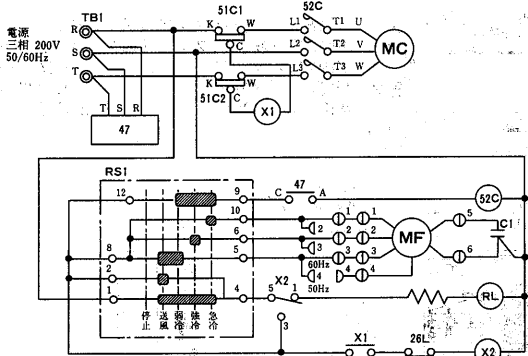 電源
三相 200V
50/60Hz
TB1
R
S
T
T S R
47
51C1
K W
C
51C2
K W
C
X1
52C
L1 T1 U
L2 T2 V
L3 T3 W
MC
RS1
12
8
2
1
9
10
6
5
4
停止
送風
弱冷
強冷
急冷
47
C A
52C
1 1
2
2 2
3
3 3
60Hz
4 4 4
50Hz
MF
5
6
C1
X2
5 1
3
RL
X1
26L
X2